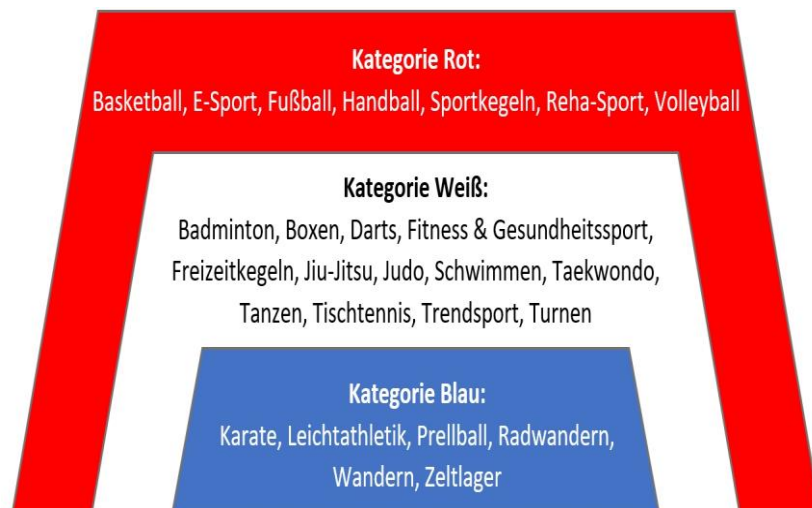 Kategorie Rot:
Basketball, E-Sport, Fußball, Handball, Sportkegeln, Reha-Sport, Volleyball
Kategorie Weiß:
Badminton, Boxen, Darts, Fitness & Gesundheitssport,
Freizeitkegeln, Jiu-Jitsu, Judo, Schwimmen, Taekwondo,
Tanzen, Tischtennis, Trendsport, Turnen
Kategorie Blau:
Karate, Leichtathletik, Prellball, Radwandern,
Wandern, Zeltlager